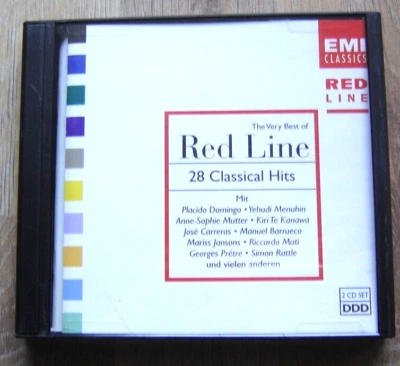 EMI
CLASSICS
RED
LINE
The Very Best of
Red Line
28 Classical Hits
Mit
Placido Domingo • Yehudi Menuhin
Anne-Sophie Mutter • Kiri Te Kanawa
José Carreras • Manuel Barrueco
Mariss Jansons • Riccardo Muti
Georges Prêtre • Simon Rattle
und vielen anderen
2 CD SET
DDD